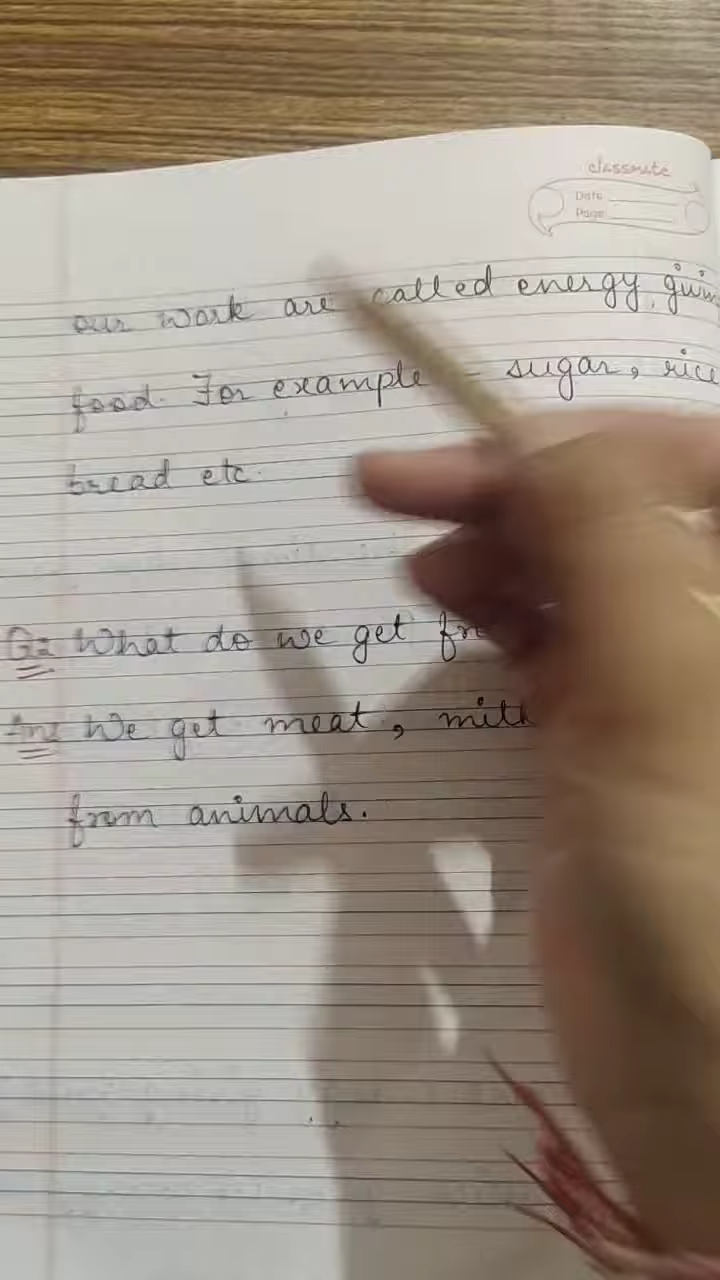 classmate
Date
Page
our work are called energy givin
food. For example - sugar, rice
bread etc.
What do we get
Ans We get meat, milk
from animals.